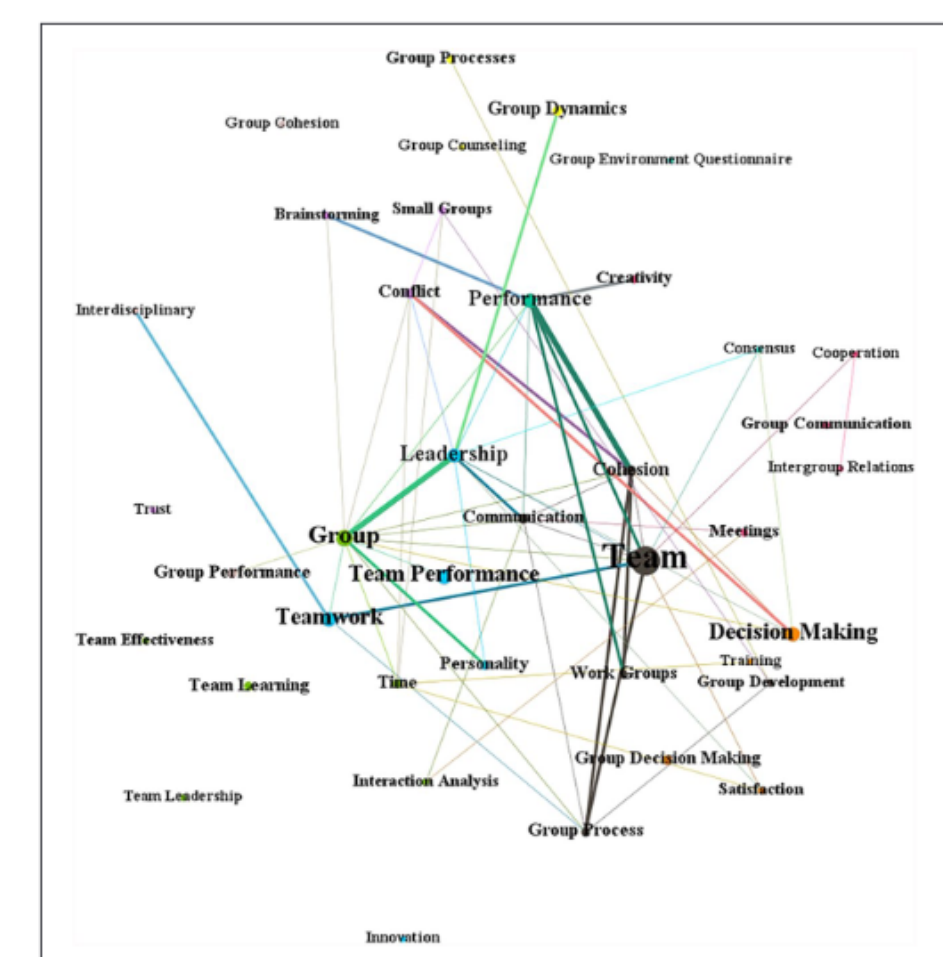 Group Processes
Group Dynamics
Group Cohesion
Group Counseling
Group Environment Questionnaire
Small Groups
Brainstorming
Creativity
Conflict
Performance
Interdisciplinary
Consensus
Cooperation
Group Communication
Leadership
Intergroup Relations
Cohesion
Trust
Communication
Meetings
Group
Team
Group Performance
Team Performance
Teamwork
Decision Making
Team Effectiveness
Training
Personality
Work Groups
Time
Group Development
Team Learning
Group Decision Making
Interaction Analysis
Satisfaction
Team Leadership
Group Process
Innovation